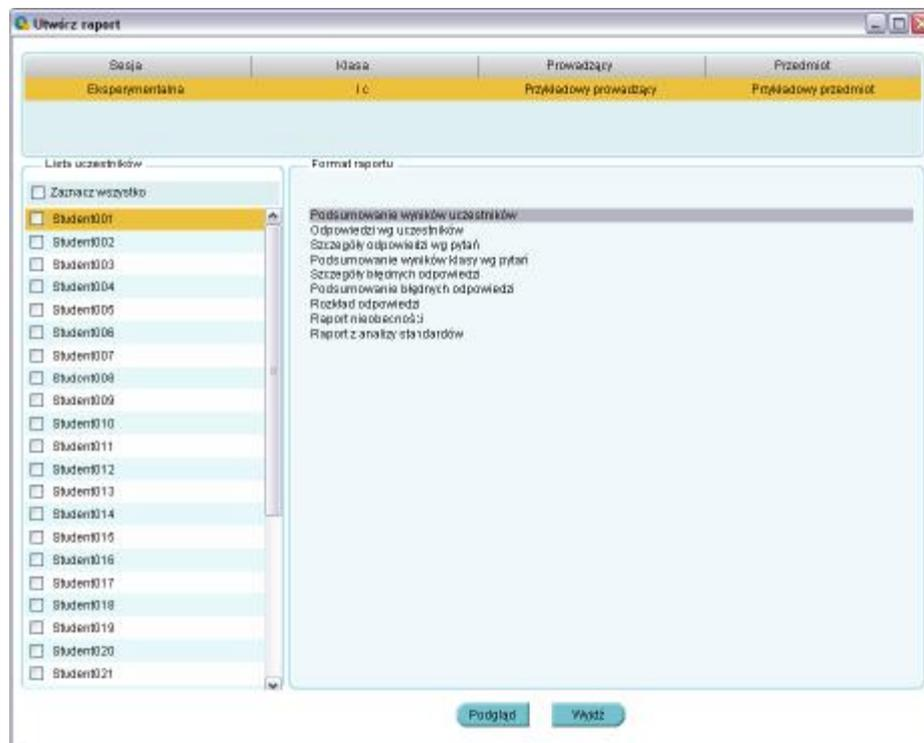 Utwórz raport
Sesja Klasa Prowadzący Przedmiot
Eksperymentalna I c Przykładowy prowadzący Przykładowy przedmiot
Lista uczestników
Zaznacz wszystko
Student001
Student002
Student003
Student004
Student005
Student006
Student007
Student008
Student009
Student010
Student011
Student012
Student013
Student014
Student015
Student016
Student017
Student018
Student019
Student020
Student021
Format raportu
Podsumowanie wyników uczestników
Odpowiedzi wg uczestników
Szczegóły odpowiedzi wg pytań
Podsumowanie wyników klasy wg pytań
Szczegóły błędnych odpowiedzi
Podsumowanie błędnych odpowiedzi
Rozkład odpowiedzi
Raport nieobecności
Raport z analizy standardów
Podgląd Wyjdź